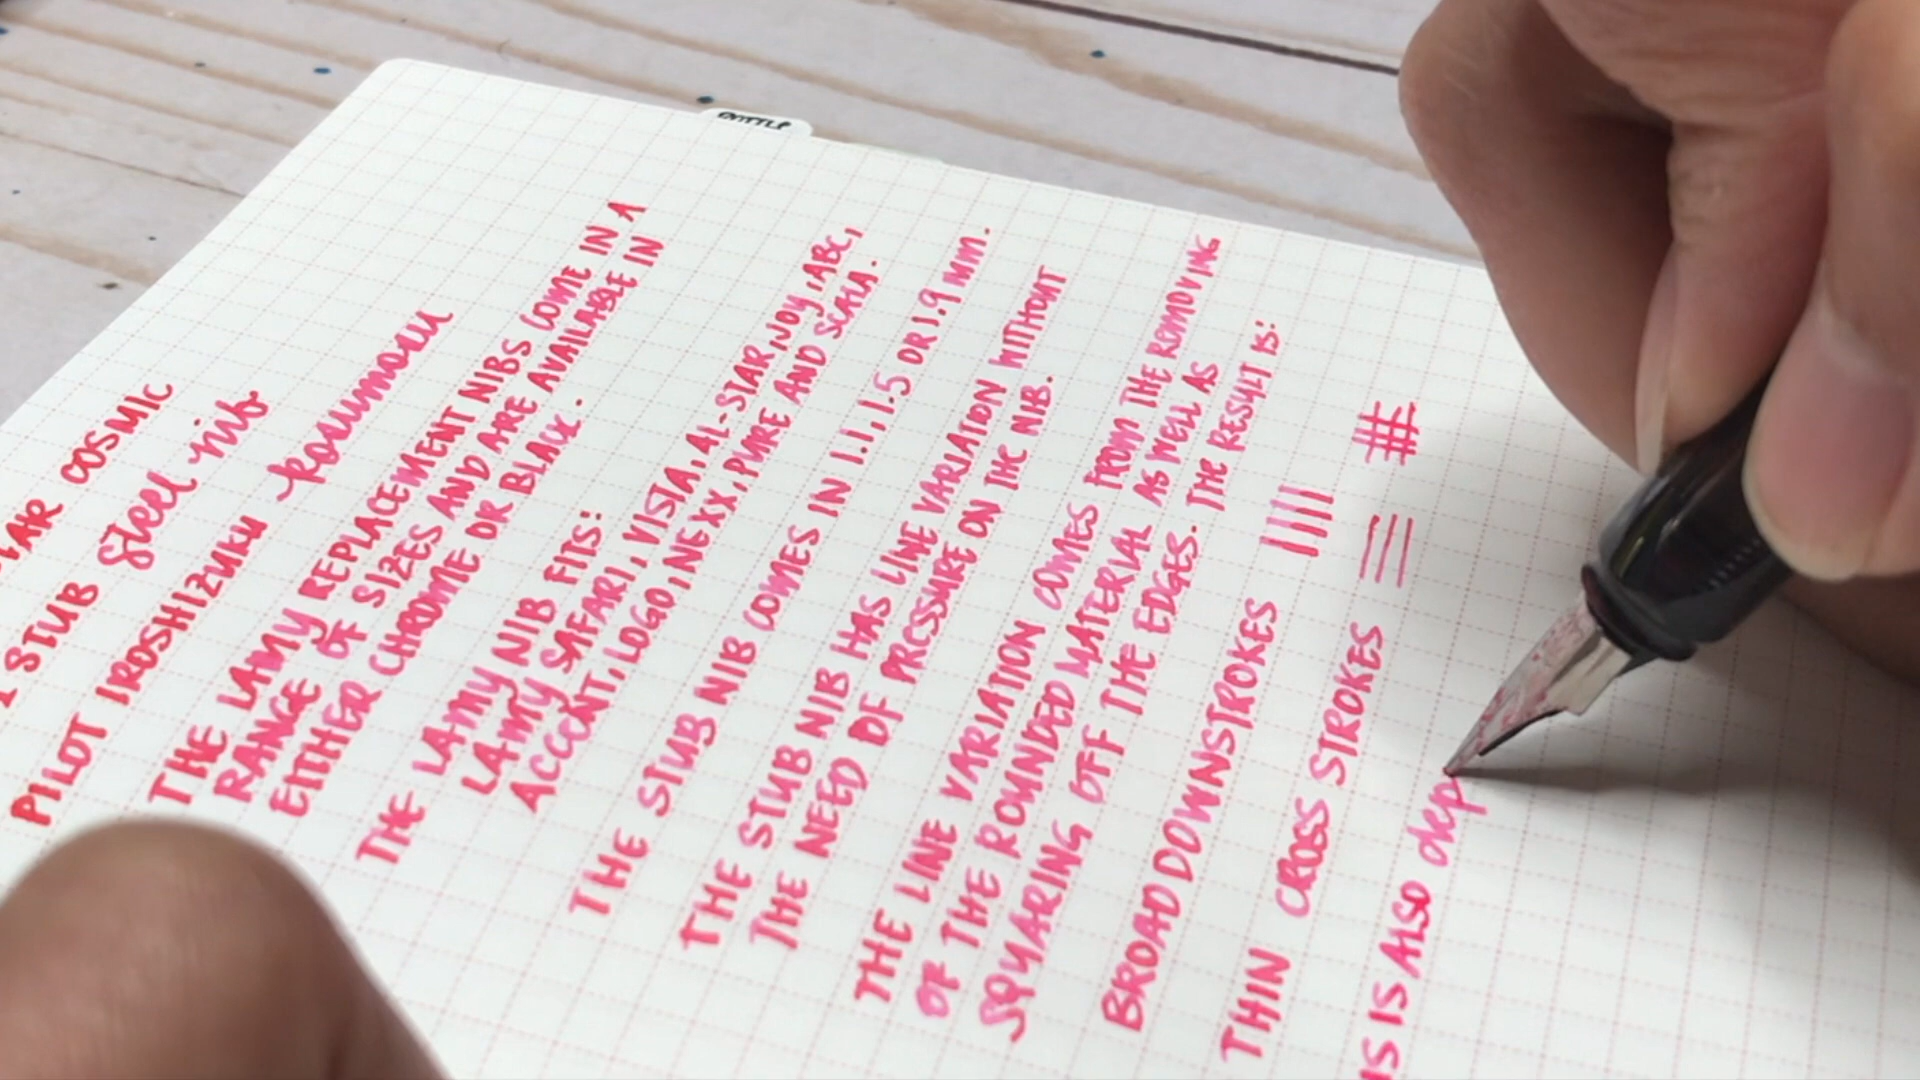 AR COSMIC
STUB Steel nib
PILOT IROSHIZUKU Kosumosu
THE LAMY REPLACEMENT NIBS COME IN A
RANGE OF SIZES AND ARE AVAILABLE IN
EITHER CHROME OR BLACK.
THE LAMY NIB FITS:
LAMY SAFARI, VISTA, AL-STAR, JOY, ABC,
ACCENT, LOGO, NEXX, PURE AND SCALA.
THE STUB NIB COMES IN 1.1, 1.5 OR 1.9 MM.
THE STUB NIB HAS LINE VARIATION WITHOUT
THE NEED OF PRESSURE ON THE NIB.
THE LINE VARIATION COMES FROM THE REMOVING
OF THE ROUNDED MATERIAL AS WELL AS
SQUARING OFF THE EDGES. THE RESULT IS:
BROAD DOWNSTROKES
THIN CROSS STROKES
IS IS ALSO dep